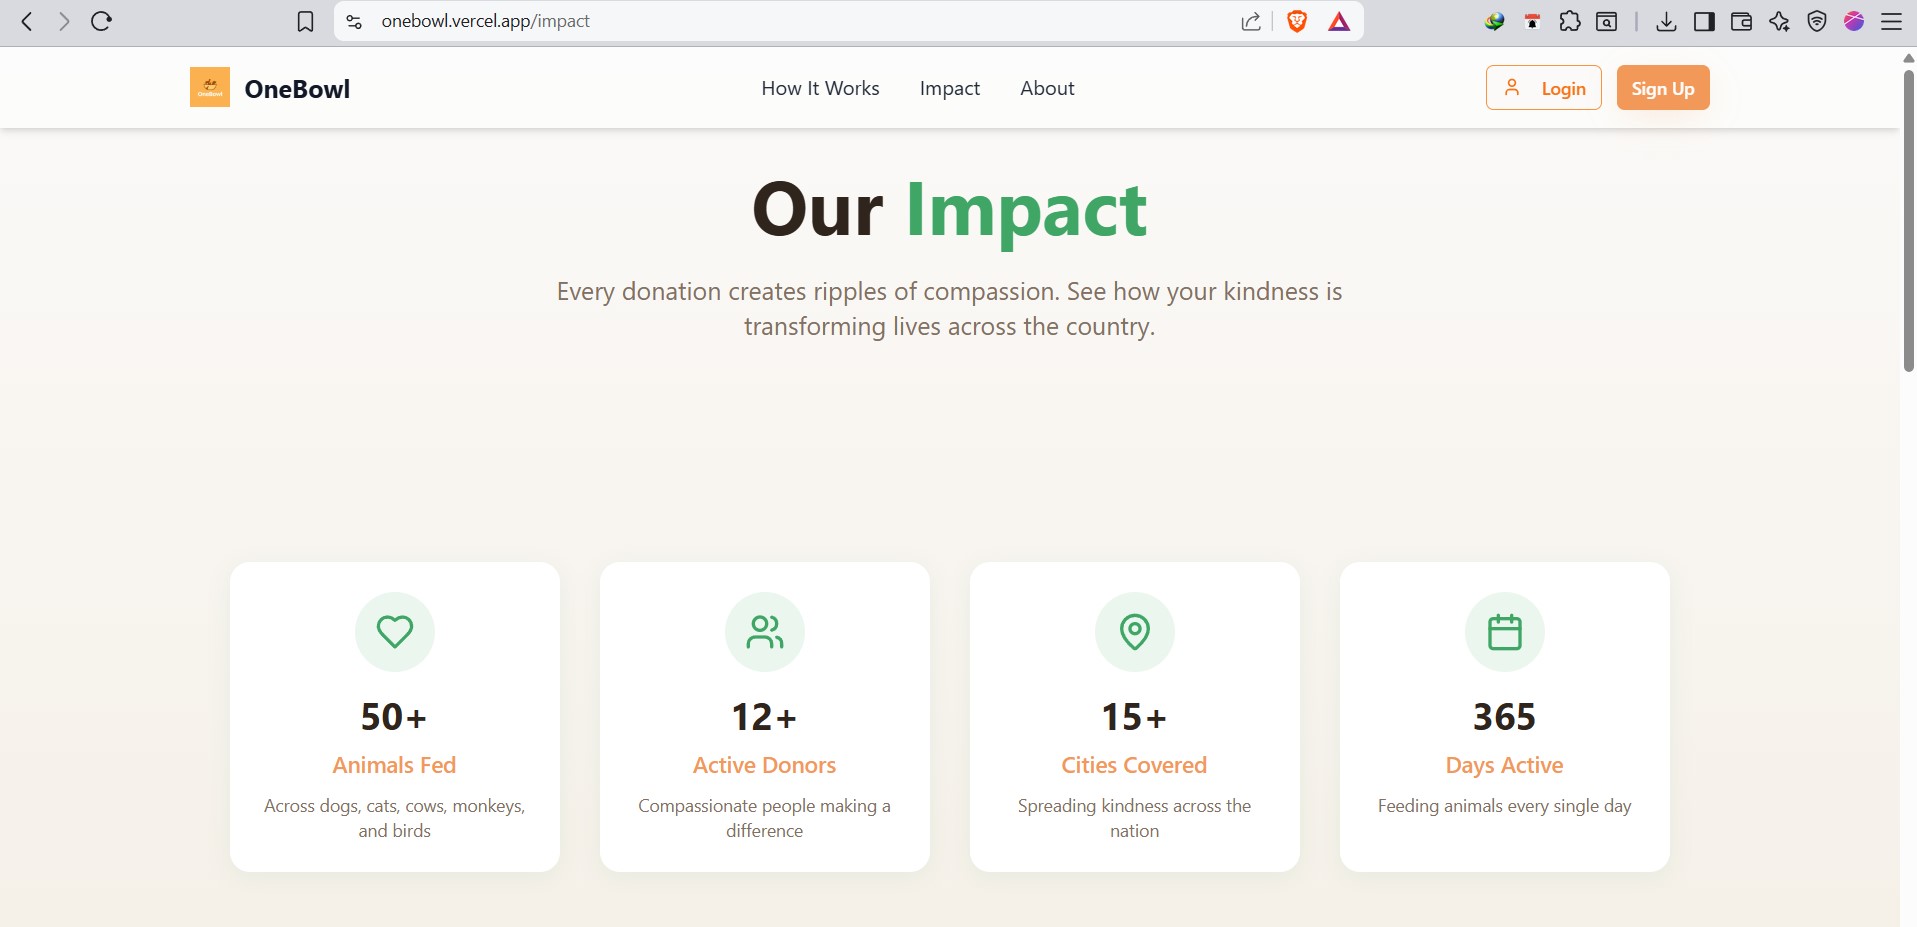 onebowl.vercel.app/impact
OneBowl
How It Works
Impact
About
Login
Sign Up
Our Impact
Every donation creates ripples of compassion. See how your kindness is
transforming lives across the country.
50+
Animals Fed
Across dogs, cats, cows, monkeys,
and birds
12+
Active Donors
Compassionate people making a
difference
15+
Cities Covered
Spreading kindness across the
nation
365
Days Active
Feeding animals every single day